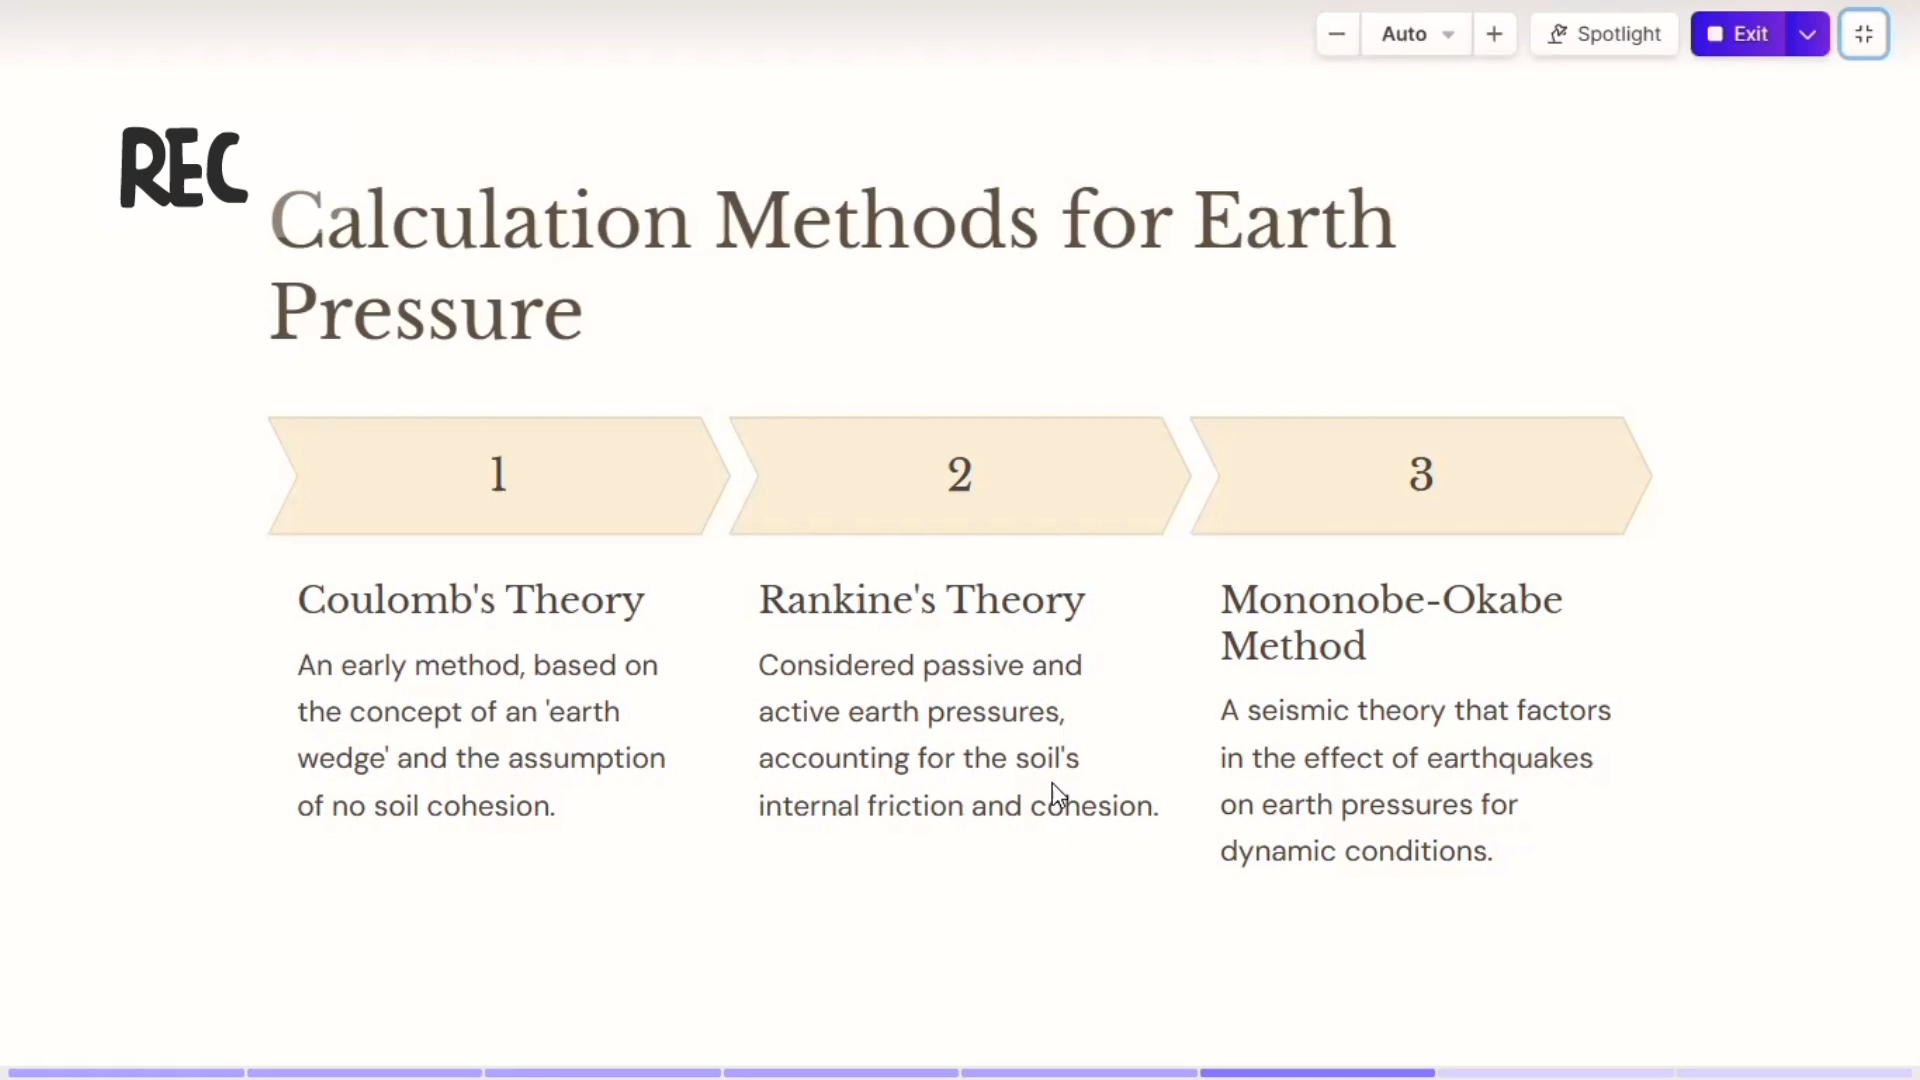 Auto
Spotlight
Exit
REC
Calculation Methods for Earth
Pressure
1
2
3
Coulomb's Theory
An early method, based on
the concept of an 'earth
wedge' and the assumption
of no soil cohesion.
Rankine's Theory
Considered passive and
active earth pressures,
accounting for the soil's
internal friction and cohesion.
Mononobe-Okabe
Method
A seismic theory that factors
in the effect of earthquakes
on earth pressures for
dynamic conditions.